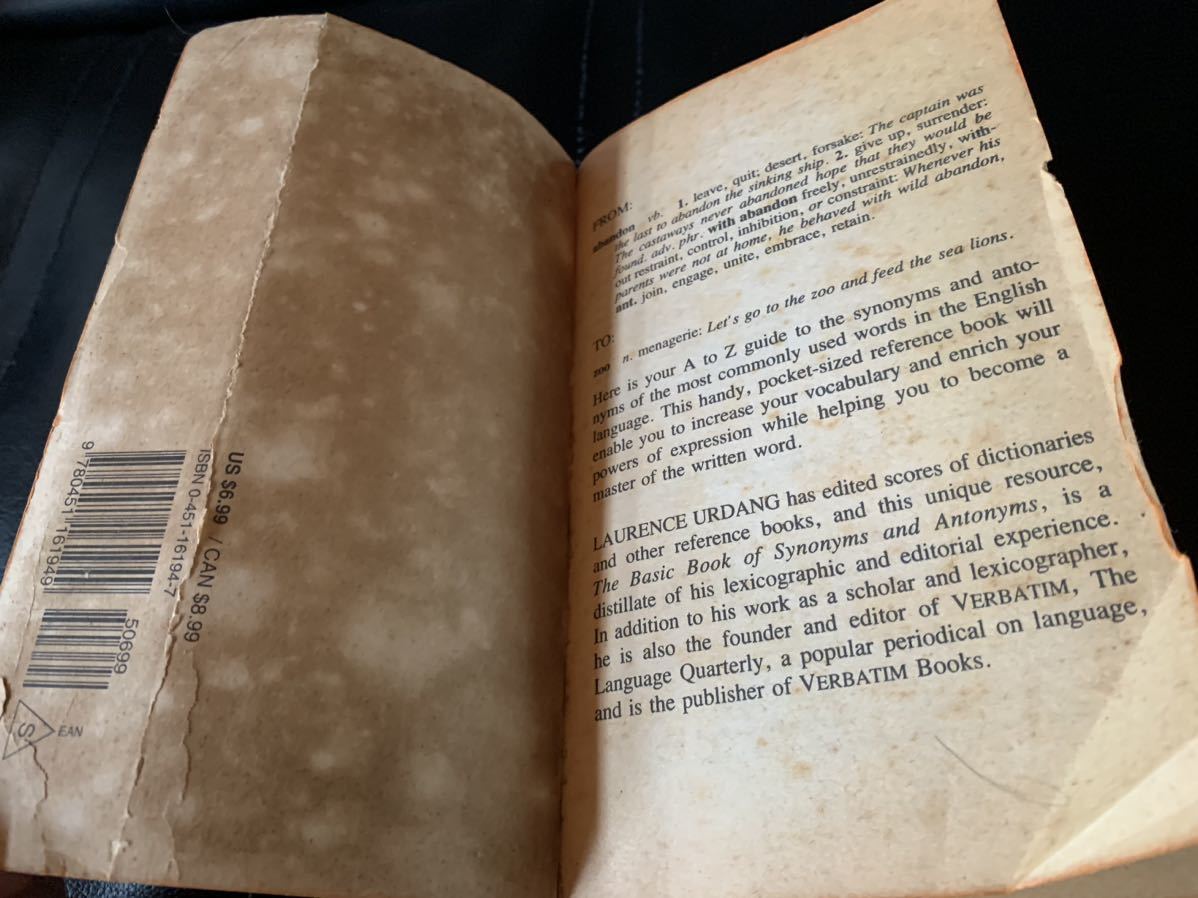 US $6.99 / CAN $8.99
ISBN 0-451-16194-7
9 780451 161949
50699
S EAN
FROM:
abandon vb. 1. leave, quit; desert, forsake: The captain was
the last to abandon the sinking ship. 2. give up, surrender:
The castaways never abandoned hope that they would be
found. adv. phr. with abandon freely, unrestrainedly, with-
out restraint, control, inhibition, or constraint: Whenever his
parents were not at home, he behaved with wild abandon,
ant. join, engage, unite, embrace, retain.
TO:
zoo n. menagerie: Let's go to the zoo and feed the sea lions.
Here is your A to Z guide to the synonyms and anto-
nyms of the most commonly used words in the English
language. This handy, pocket-sized reference book will
enable you to increase your vocabulary and enrich your
powers of expression while helping you to become a
master of the written word.
LAURENCE URDANG has edited scores of dictionaries
and other reference books, and this unique resource,
The Basic Book of Synonyms and Antonyms, is a
distillate of his lexicographic and editorial experience.
In addition to his work as a scholar and lexicographer,
he is also the founder and editor of VERBATIM, The
Language Quarterly, a popular periodical on language,
and is the publisher of VERBATIM Books.